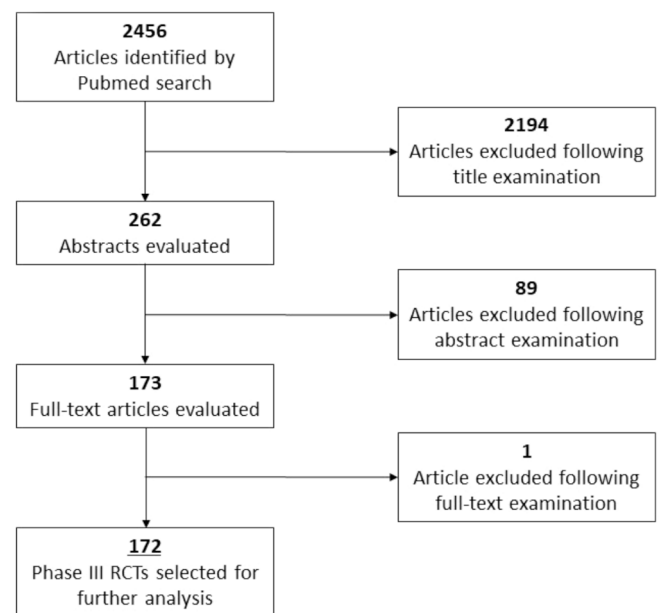 2456
Articles identified by
Pubmed search
2194
Articles excluded following
title examination
262
Abstracts evaluated
89
Articles excluded following
abstract examination
173
Full-text articles evaluated
1
Article excluded following
full-text examination
172
Phase III RCTs selected for
further analysis